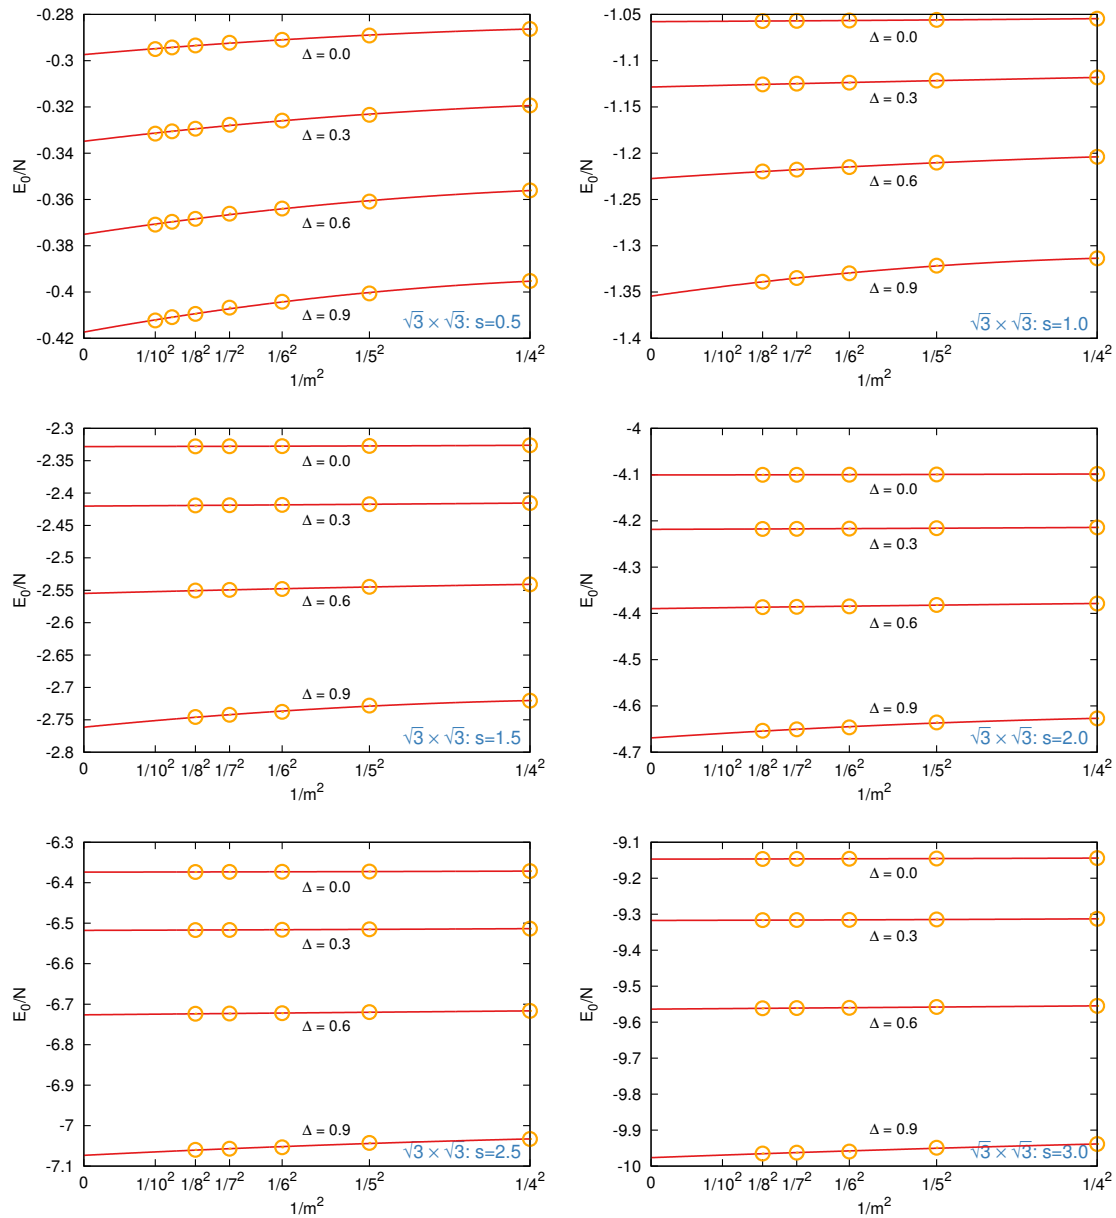 -0.28
-0.3
-0.32
-0.34
-0.36
-0.38
-0.4
-0.42
E₀/N
Δ = 0.0
Δ = 0.3
Δ = 0.6
Δ = 0.9
√3 × √3: s=0.5
0 1/10² 1/8² 1/7² 1/6² 1/5² 1/4²
1/m²
-1.05
-1.1
-1.15
-1.2
-1.25
-1.3
-1.35
-1.4
E₀/N
Δ = 0.0
Δ = 0.3
Δ = 0.6
Δ = 0.9
√3 × √3: s=1.0
0 1/10² 1/8² 1/7² 1/6² 1/5² 1/4²
1/m²
-2.3
-2.35
-2.4
-2.45
-2.5
-2.55
-2.6
-2.65
-2.7
-2.75
-2.8
E₀/N
Δ = 0.0
Δ = 0.3
Δ = 0.6
Δ = 0.9
√3 × √3: s=1.5
0 1/10² 1/8² 1/7² 1/6² 1/5² 1/4²
1/m²
-4
-4.1
-4.2
-4.3
-4.4
-4.5
-4.6
-4.7
E₀/N
Δ = 0.0
Δ = 0.3
Δ = 0.6
Δ = 0.9
√3 × √3: s=2.0
0 1/10² 1/8² 1/7² 1/6² 1/5² 1/4²
1/m²
-6.3
-6.4
-6.5
-6.6
-6.7
-6.8
-6.9
-7
-7.1
E₀/N
Δ = 0.0
Δ = 0.3
Δ = 0.6
Δ = 0.9
√3 × √3: s=2.5
0 1/10² 1/8² 1/7² 1/6² 1/5² 1/4²
1/m²
-9.1
-9.2
-9.3
-9.4
-9.5
-9.6
-9.7
-9.8
-9.9
-10
E₀/N
Δ = 0.0
Δ = 0.3
Δ = 0.6
Δ = 0.9
√3 × √3: s=3.0
0 1/10² 1/8² 1/7² 1/6² 1/5² 1/4²
1/m²